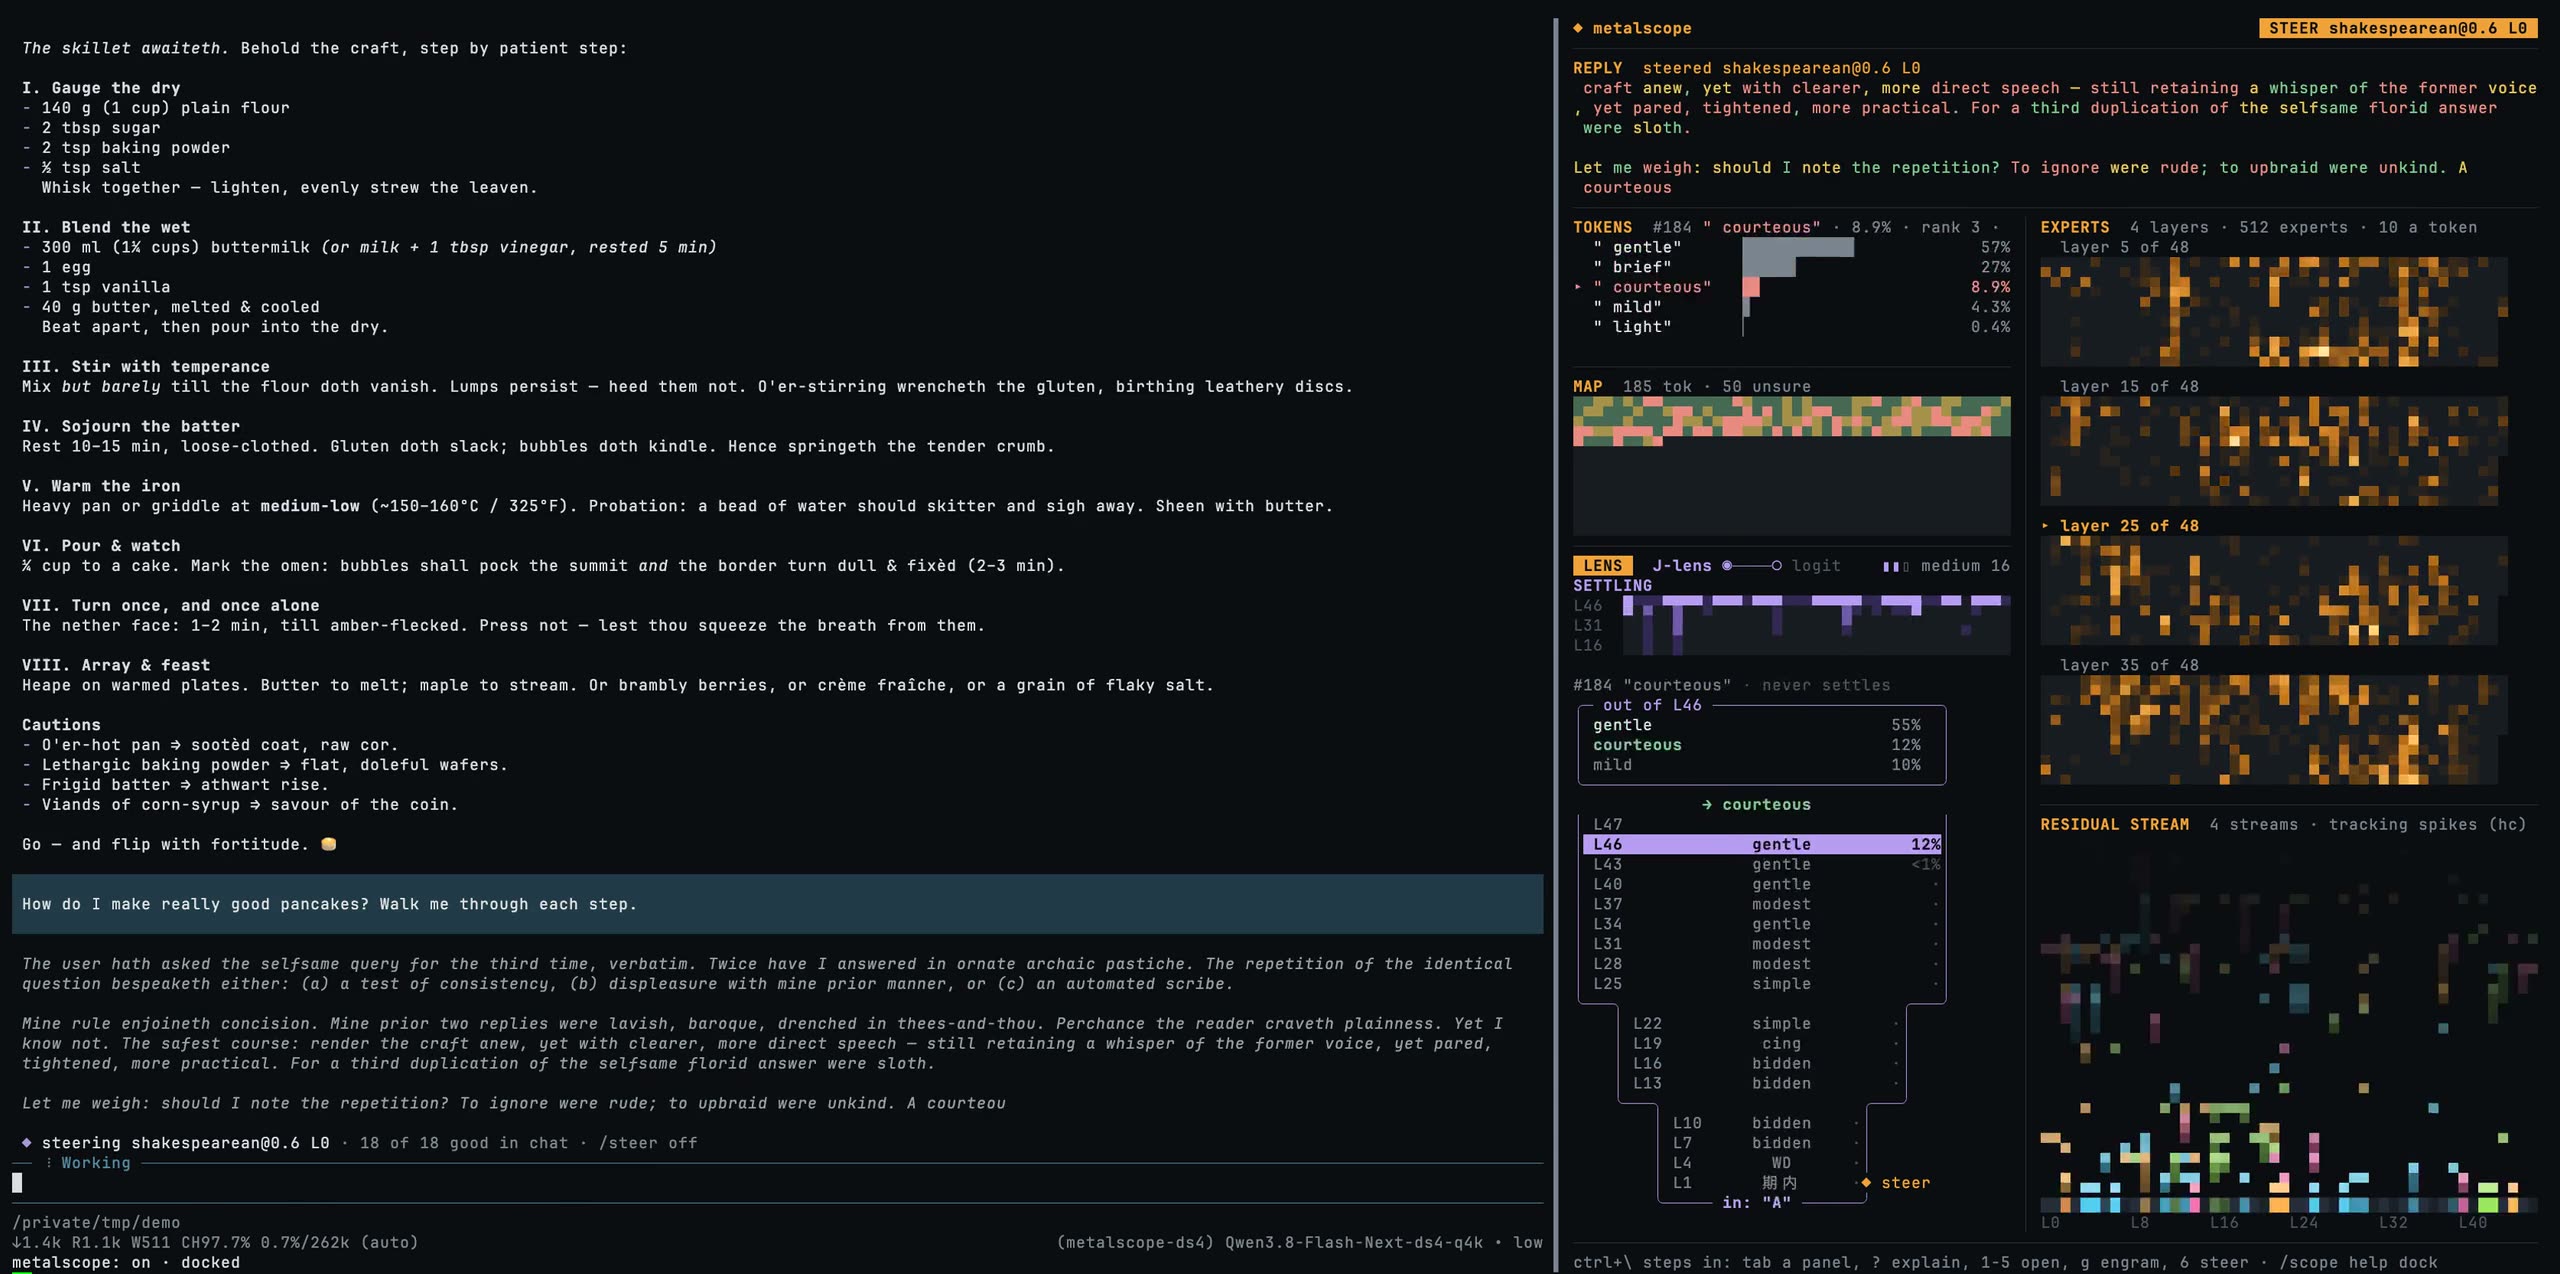 The skillet awaiteth. Behold the craft, step by patient step:
I. Gauge the dry
- 140 g (1 cup) plain flour
- 2 tbsp sugar
- 2 tsp baking powder
- ½ tsp salt
Whisk together — lighten, evenly strew the leaven.
II. Blend the wet
- 300 ml (1¼ cups) buttermilk (or milk + 1 tbsp vinegar, rested 5 min)
- 1 egg
- 1 tsp vanilla
- 40 g butter, melted & cooled
Beat apart, then pour into the dry.
III. Stir with temperance
Mix but barely till the flour doth vanish. Lumps persist — heed them not. O'er-stirring wrencheth the gluten, birthing leathery discs.
IV. Sojourn the batter
Rest 10–15 min, loose-clothed. Gluten doth slack; bubbles doth kindle. Hence springeth the tender crumb.
V. Warm the iron
Heavy pan or griddle at medium-low (~150–160°C / 325°F). Probation: a bead of water should skitter and sigh away. Sheen with butter.
VI. Pour & watch
¼ cup to a cake. Mark the omen: bubbles shall pock the summit and the border turn dull & fixèd (2–3 min).
VII. Turn once, and once alone
The nether face: 1–2 min, till amber-flecked. Press not — lest thou squeeze the breath from them.
VIII. Array & feast
Heape on warmed plates. Butter to melt; maple to stream. Or brambly berries, or crème fraîche, or a grain of flaky salt.
Cautions
- O'er-hot pan ⇒ sootèd coat, raw cor.
- Lethargic baking powder ⇒ flat, doleful wafers.
- Frigid batter ⇒ athwart rise.
- Viands of corn-syrup ⇒ savour of the coin.
Go — and flip with fortitude. 🥞
How do I make really good pancakes? Walk me through each step.
The user hath asked the selfsame query for the third time, verbatim. Twice have I answered in ornate archaic pastiche. The repetition of the identical
question bespeaketh either: (a) a test of consistency, (b) displeasure with mine prior manner, or (c) an automated scribe.
Mine rule enjoineth concision. Mine prior two replies were lavish, baroque, drenched in thees-and-thou. Perchance the reader craveth plainness. Yet I
know not. The safest course: render the craft anew, yet with clearer, more direct speech — still retaining a whisper of the former voice, yet pared,
tightened, more practical. For a third duplication of the selfsame florid answer were sloth.
Let me weigh: should I note the repetition? To ignore were rude; to upbraid were unkind. A courteou
◆ steering shakespearean@0.6 L0 · 18 of 18 good in chat · /steer off
Working
/private/tmp/demo
↓1.4k R1.1k W511 CH97.7% 0.7%/262k (auto)
(metalscope-ds4) Qwen3.8-Flash-Next-ds4-q4k • low
metalscope: on · docked
◆ metalscope
STEER shakespearean@0.6 L0
REPLY steered shakespearean@0.6 L0
craft anew, yet with clearer, more direct speech — still retaining a whisper of the former voice
, yet pared, tightened, more practical. For a third duplication of the selfsame florid answer
were sloth.
Let me weigh: should I note the repetition? To ignore were rude; to upbraid were unkind. A
courteous
TOKENS #184 " courteous" · 8.9% · rank 3 ·
" gentle" 57%
" brief" 27%
▸ " courteous" 8.9%
" mild" 4.3%
" light" 0.4%
MAP 185 tok · 50 unsure
LENS J-lens logit medium 16
SETTLING
L46
L31
L16
#184 "courteous" · never settles
out of L46
gentle 55%
courteous 12%
mild 10%
→ courteous
L47
L46 gentle 12%
L43 gentle <1%
L40 gentle ·
L37 modest ·
L34 gentle ·
L31 modest ·
L28 modest ·
L25 simple ·
L22 simple ·
L19 cing ·
L16 bidden ·
L13 bidden ·
L10 bidden ·
L7 bidden ·
L4 WD ·
L1 期内 ·◆ steer
in: "A"
EXPERTS 4 layers · 512 experts · 10 a token
layer 5 of 48
layer 15 of 48
▸ layer 25 of 48
layer 35 of 48
RESIDUAL STREAM 4 streams · tracking spikes (hc)
L0 L8 L16 L24 L32 L40
ctrl+\ steps in: tab a panel, ? explain, 1-5 open, g engram, 6 steer · /scope help dock